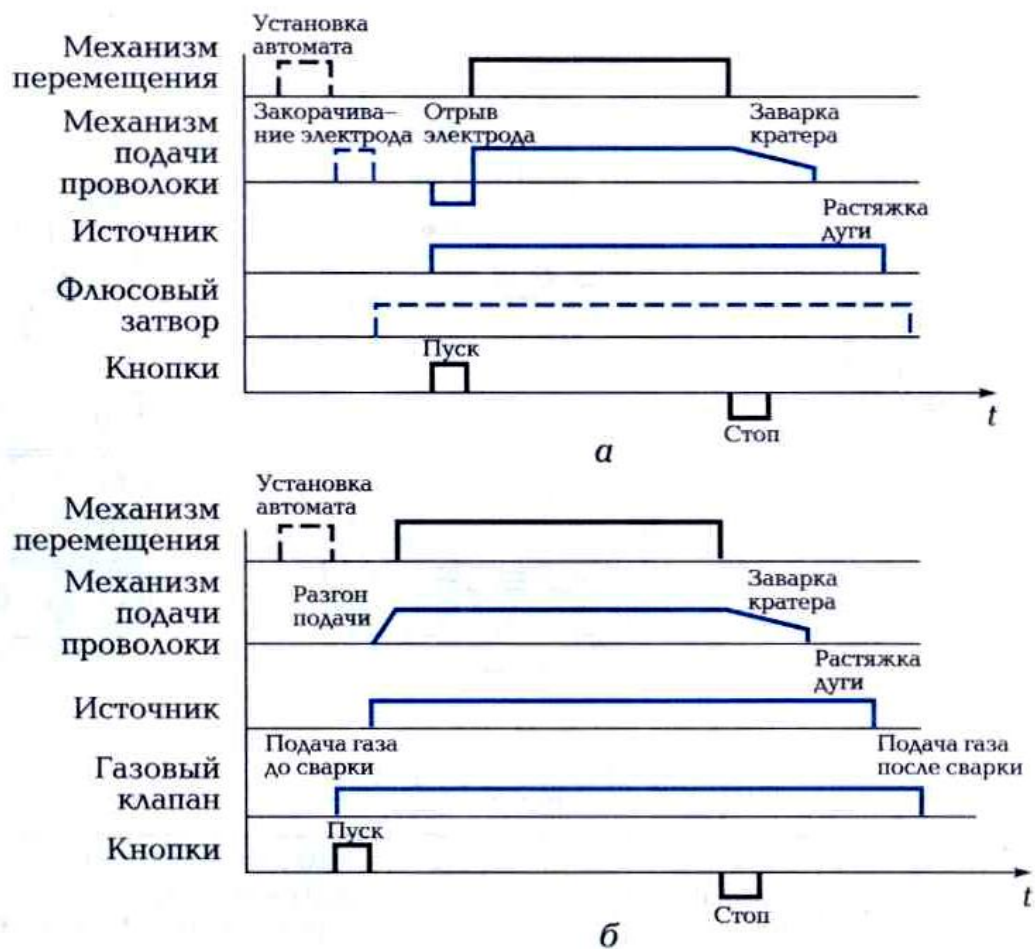 Установка
автомата
Механизм
перемещения
Механизм
подачи
проволоки
Закорачива-
ние электрода
Отрыв
электрода
Заварка
кратера
Источник
Растяжка
дуги
Флюсовый
затвор
Кнопки
Пуск
Стоп
t
а
Установка
автомата
Механизм
перемещения
Механизм
подачи
проволоки
Разгон
подачи
Заварка
кратера
Источник
Растяжка
дуги
Газовый
клапан
Подача газа
до сварки
Подача газа
после сварки
Кнопки
Пуск
Стоп
t
б